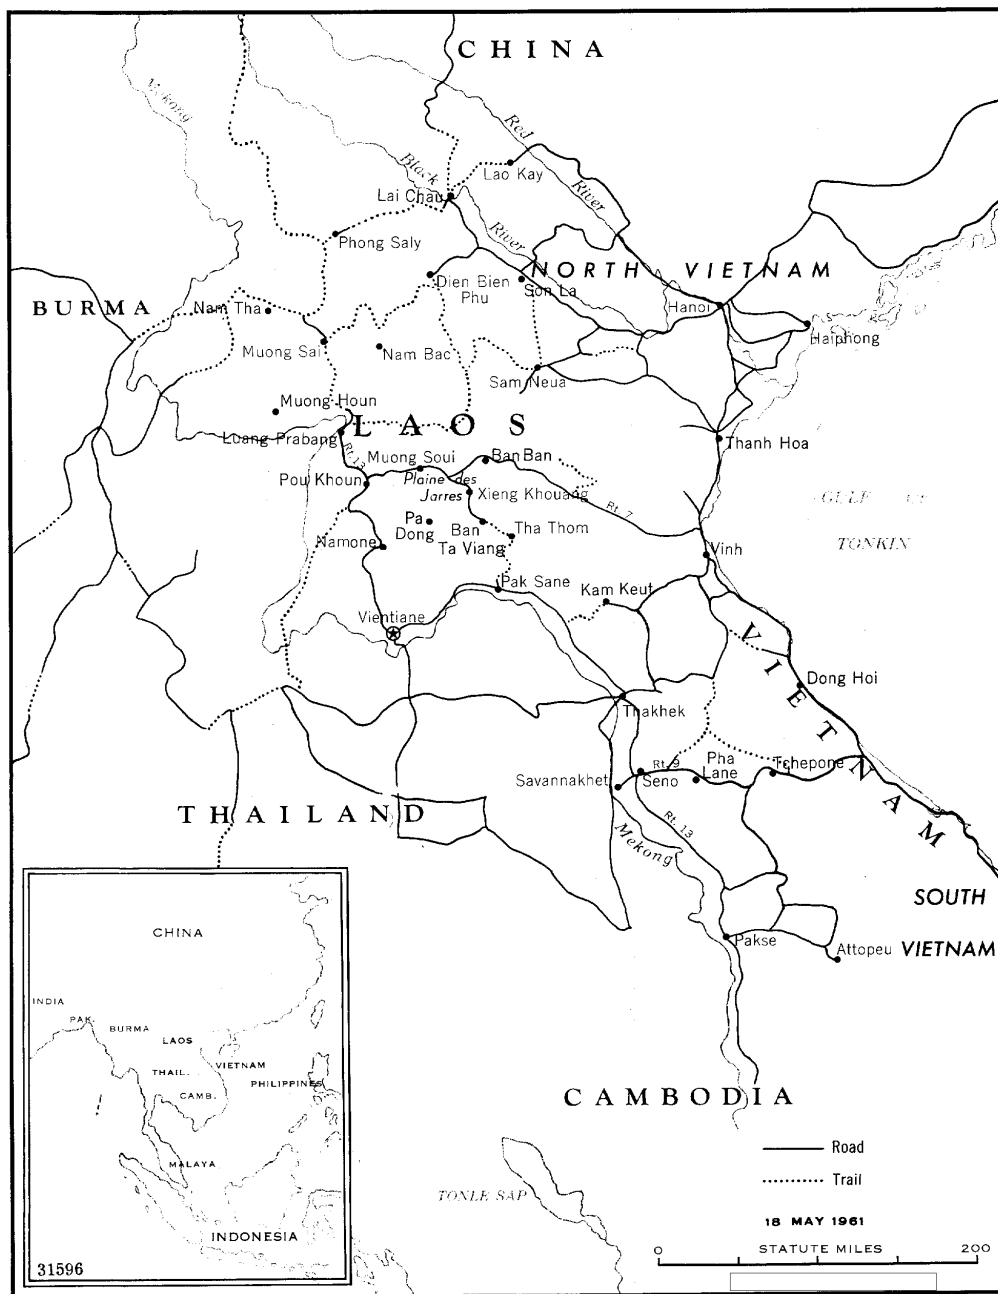 CHINA
Mekong
Red
River
Black
River
Lao Kay
Lai Chau
Phong Saly
NORTH VIETNAM
Dien Bien
Phu
Son La
BURMA
Nam Tha
Hanoi
Haiphong
Muong Sai
Nam Bac
Sam Neua
Muong Houn
LAOS
Luang Prabang
Thanh Hoa
Rt. 13
Muong Soui
Ban Ban
Plaine des
Jarres
Pou Khoun
Xieng Khouang
Rt. 7
GULF OF
TONKIN
Pa
Dong
Ban
Ta Viang
Tha Thom
Namone
Vinh
Pak Sane
Kam Keut
Vientiane
VIETNAM
Dong Hoi
Thakhek
Rt. 9
Pha
Lane
Tchepone
Savannakhet
Seno
THAILAND
Rt. 13
Mekong
SOUTH
VIETNAM
Pakse
Attopeu
CAMBODIA
TONLE SAP
Road
Trail
18 MAY 1961
STATUTE MILES
0 200
CHINA
INDIA
PAK.
BURMA
LAOS
THAIL.
VIETNAM
PHILIPPINES
CAMB.
MALAYA
INDONESIA
31596